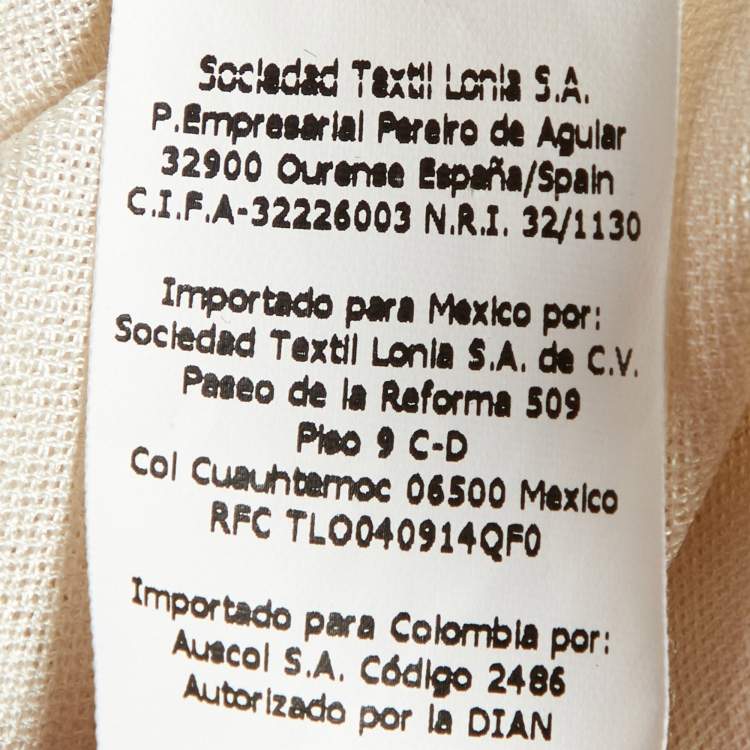 Sociedad Textil Lonia S.A.
P.Empresarial Pereiro de Aguiar
32900 Ourense España/Spain
C.I.F.A-32226003 N.R.I. 32/1130
Importado para Mexico por:
Sociedad Textil Lonia S.A. de C.V.
Paseo de la Reforma 509
Piso 9 C-D
Col Cuauhtemoc 06500 Mexico
RFC TLO040914QF0
Importado para Colombia por:
Auscol S.A. Código 2486
Autorizado por la DIAN